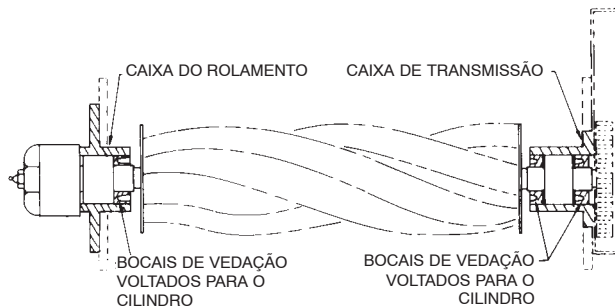 CAIXA DO ROLAMENTO
CAIXA DE TRANSMISSÃO
BOCAIS DE VEDAÇÃO
VOLTADOS PARA O
CILINDRO
BOCAIS DE VEDAÇÃO
VOLTADOS PARA O
CILINDRO